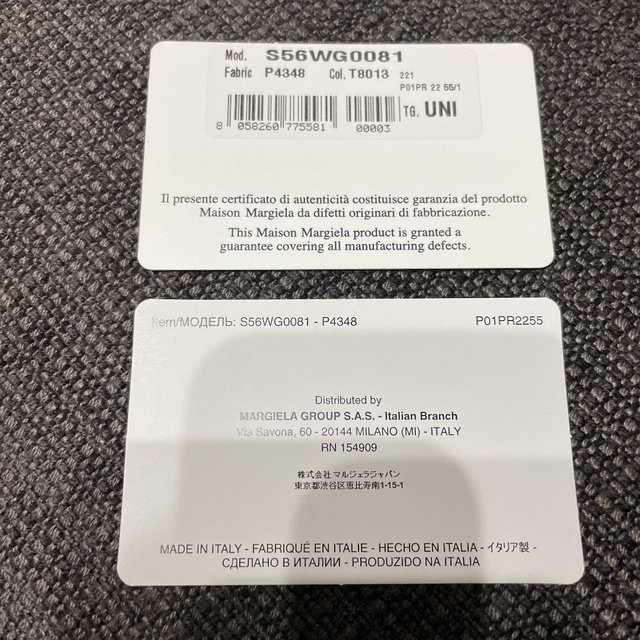 Mod. S56WG0081
Fabric P4348 Col. T8013 221
P01PR 22 55/1
TG. UNI
8 058260 775581 00003
Il presente certificato di autenticità costituisce garanzia del prodotto
Maison Margiela da difetti originari di fabbricazione.
This Maison Margiela product is granted a
guarantee covering all manufacturing defects.
Item/МОДЕЛЬ: S56WG0081 - P4348 P01PR2255
Distributed by
MARGIELA GROUP S.A.S. - Italian Branch
Via Savona, 60 - 20144 MILANO (MI) - ITALY
RN 154909
株式会社 マルジェラジャパン
東京都渋谷区恵比寿南1-15-1
MADE IN ITALY - FABRIQUÉ EN ITALIE - HECHO EN ITALIA - イタリア製 -
СДЕЛАНО В ИТАЛИИ - PRODUZIDO NA ITALIA